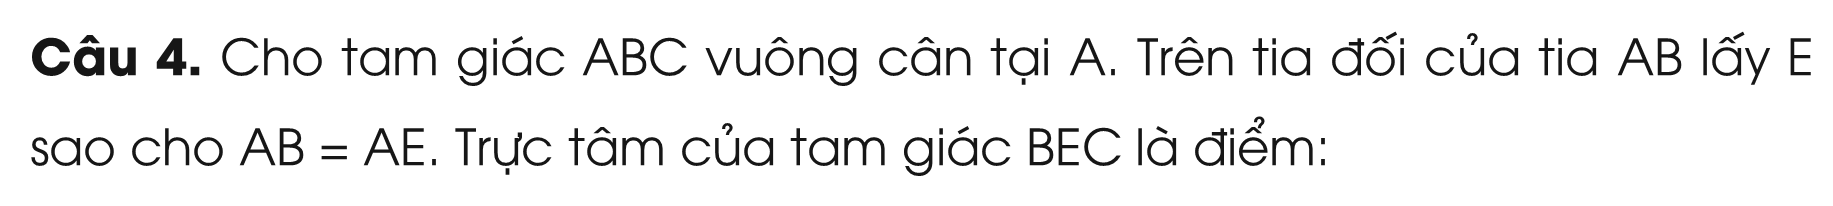 Câu 4. Cho tam giác ABC vuông cân tại A. Trên tia đối của tia AB lấy E
sao cho AB = AE. Trực tâm của tam giác BEC là điểm: